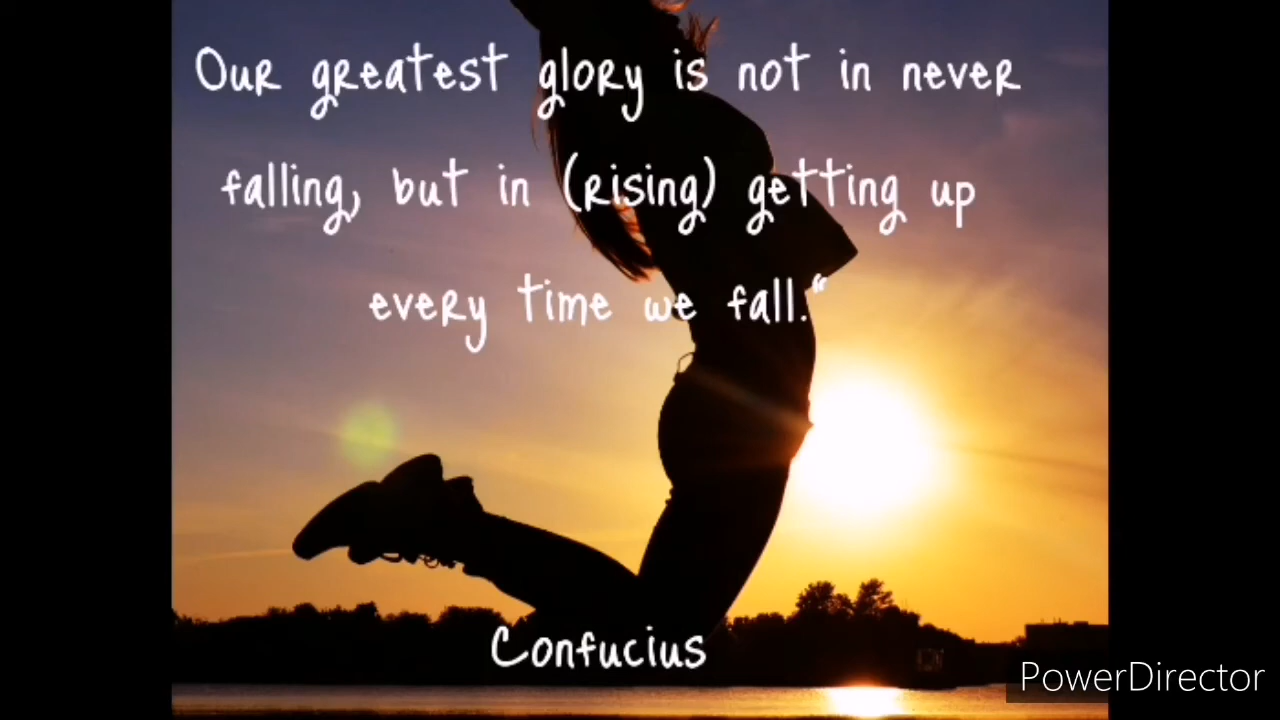 Our greatest glory is not in never
falling, but in (rising) getting up
every time we fall.“
Confucius
PowerDirector